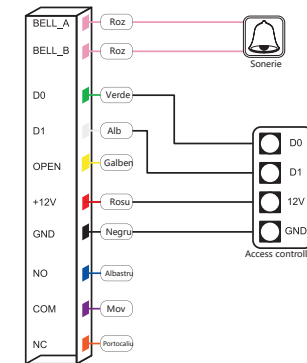 BELL_A Roz
BELL_B Roz
Sonerie
D0 Verde
D1 Alb
OPEN Galben
+12V Rosu
GND Negru
NO Albastru
COM Mov
NC Portocaliu
D0
D1
12V
GND
Access controll